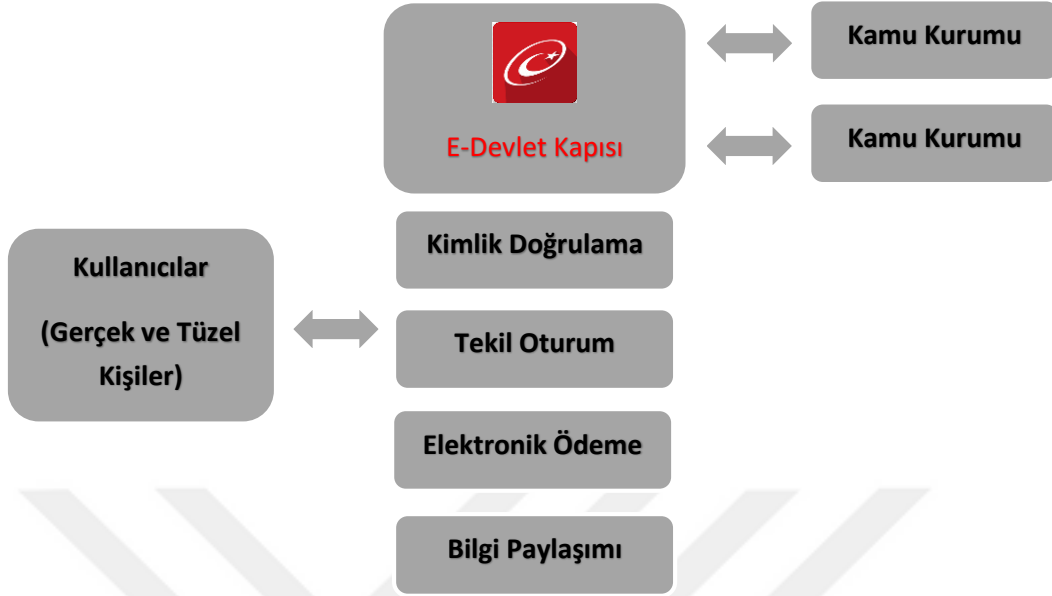 E-Devlet Kapısı
Kamu Kurumu
Kamu Kurumu
Kullanıcılar
(Gerçek ve Tüzel
Kişiler)
Kimlik Doğrulama
Tekil Oturum
Elektronik Ödeme
Bilgi Paylaşımı